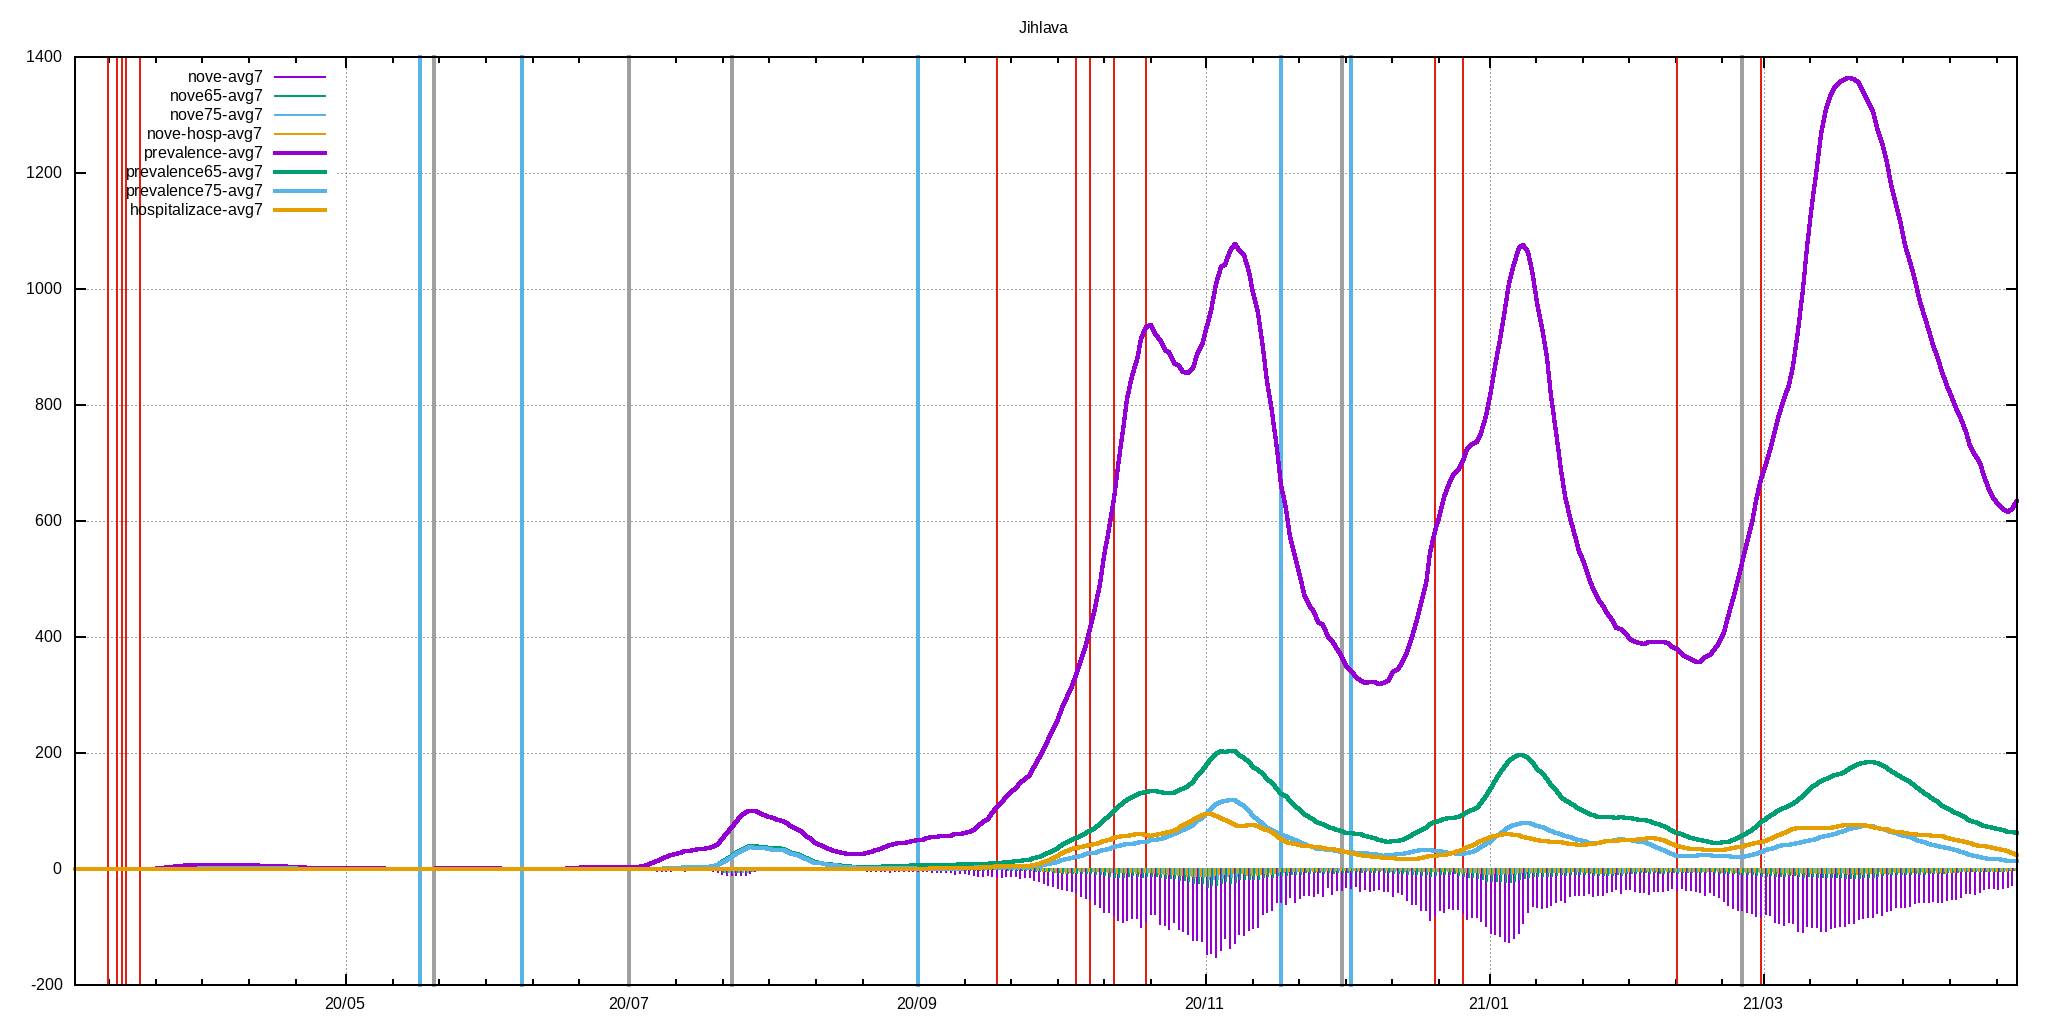 Jihlava
1400
1200
1000
800
600
400
200
0
-200
nove-avg7
nove65-avg7
nove75-avg7
nove-hosp-avg7
prevalence-avg7
prevalence65-avg7
prevalence75-avg7
hospitalizace-avg7
20/05 20/07 20/09 20/11 21/01 21/03